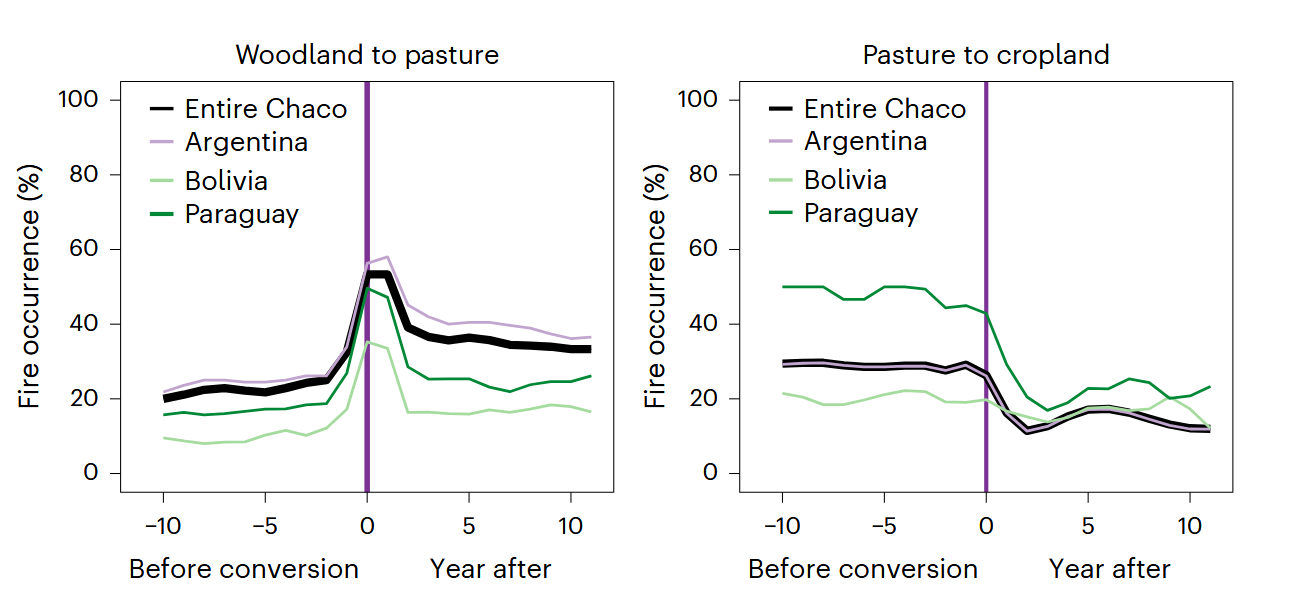 Woodland to pasture
Fire occurrence (%)
100
80
60
40
20
0
Entire Chaco
Argentina
Bolivia
Paraguay
−10 −5 0 5 10
Before conversion Year after
Pasture to cropland
Fire occurrence (%)
100
80
60
40
20
0
Entire Chaco
Argentina
Bolivia
Paraguay
−10 −5 0 5 10
Before conversion Year after